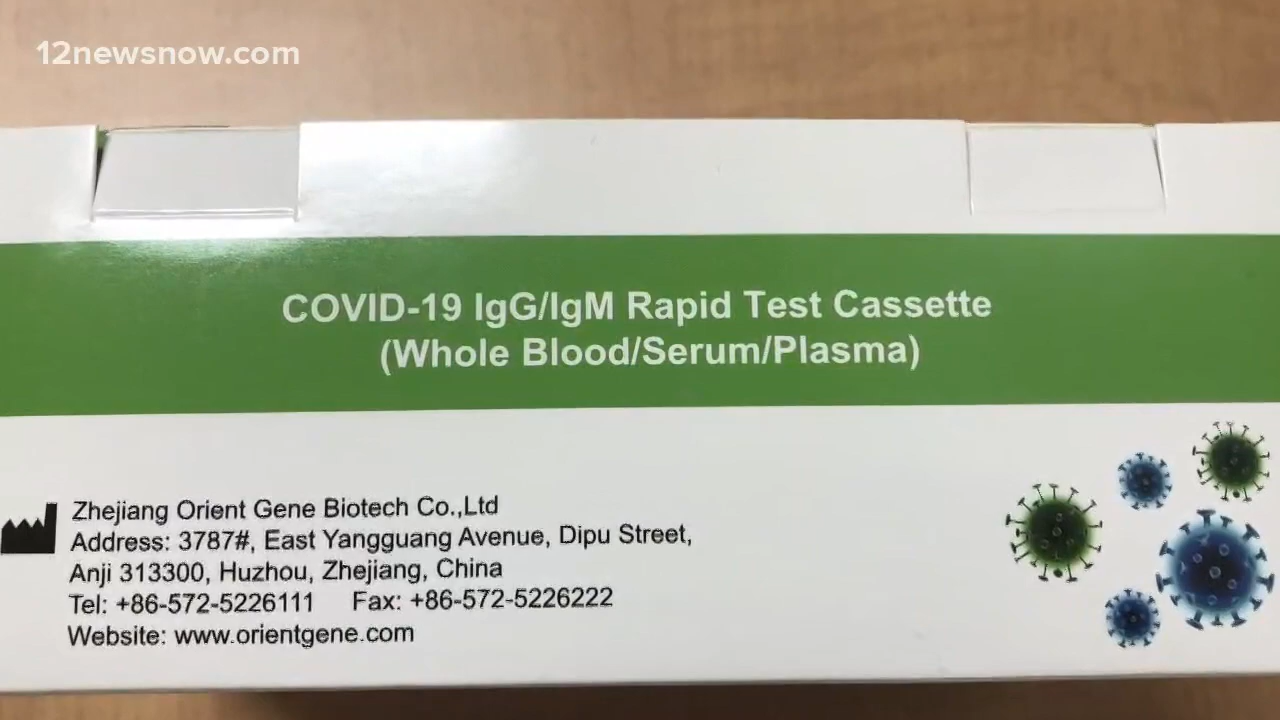 12newsnow.com
COVID-19 IgG/IgM Rapid Test Cassette
(Whole Blood/Serum/Plasma)
Zhejiang Orient Gene Biotech Co.,Ltd
Address: 3787#, East Yangguang Avenue, Dipu Street,
Anji 313300, Huzhou, Zhejiang, China
Tel: +86-572-5226111 Fax: +86-572-5226222
Website: www.orientgene.com